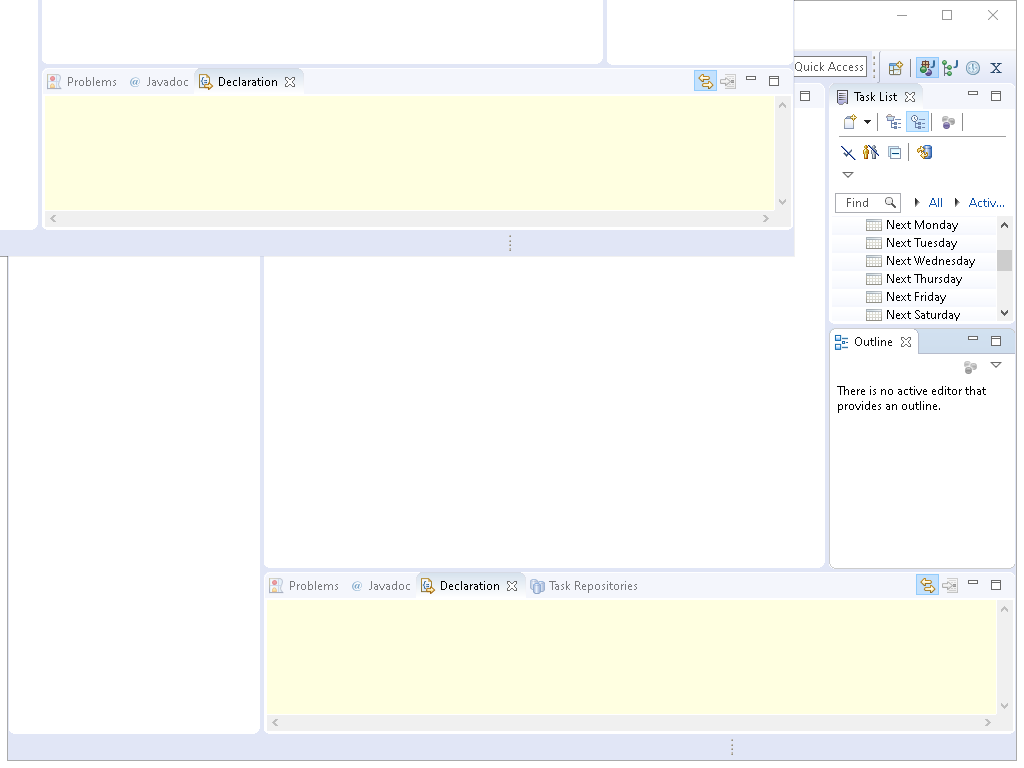 Problems @ Javadoc Declaration
Quick Access
Task List
Find All Activ...
Next Monday
Next Tuesday
Next Wednesday
Next Thursday
Next Friday
Next Saturday
Outline
There is no active editor that
provides an outline.
Problems @ Javadoc Declaration Task Repositories